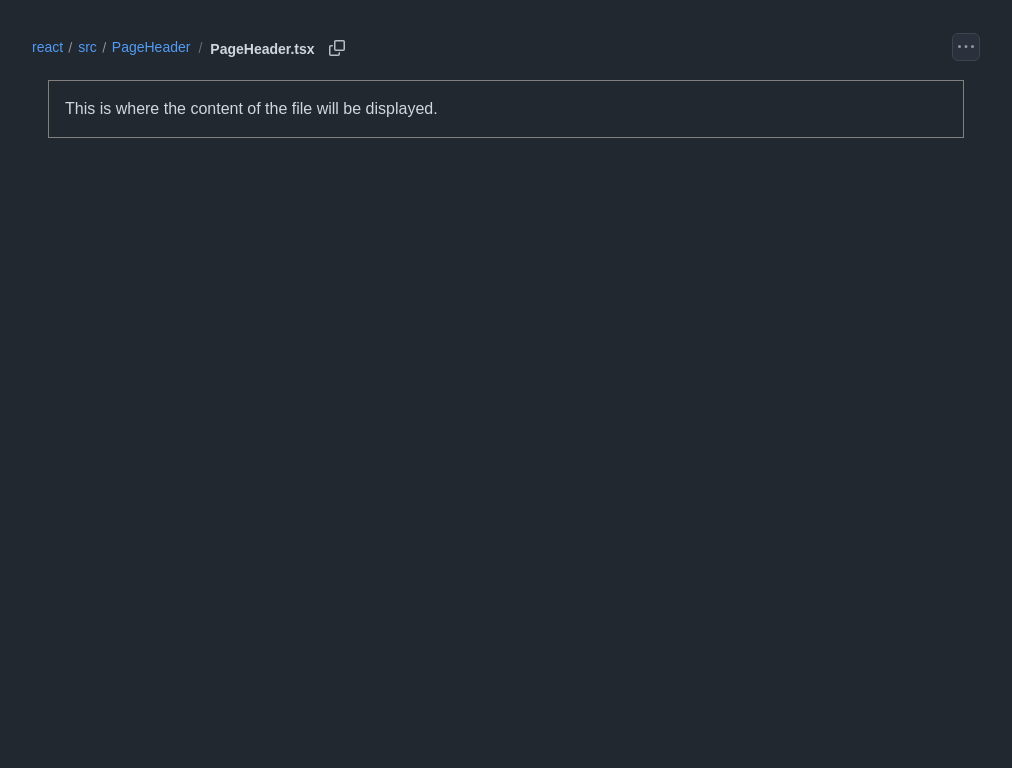 react / src / PageHeader / PageHeader.tsx
This is where the content of the file will be displayed.